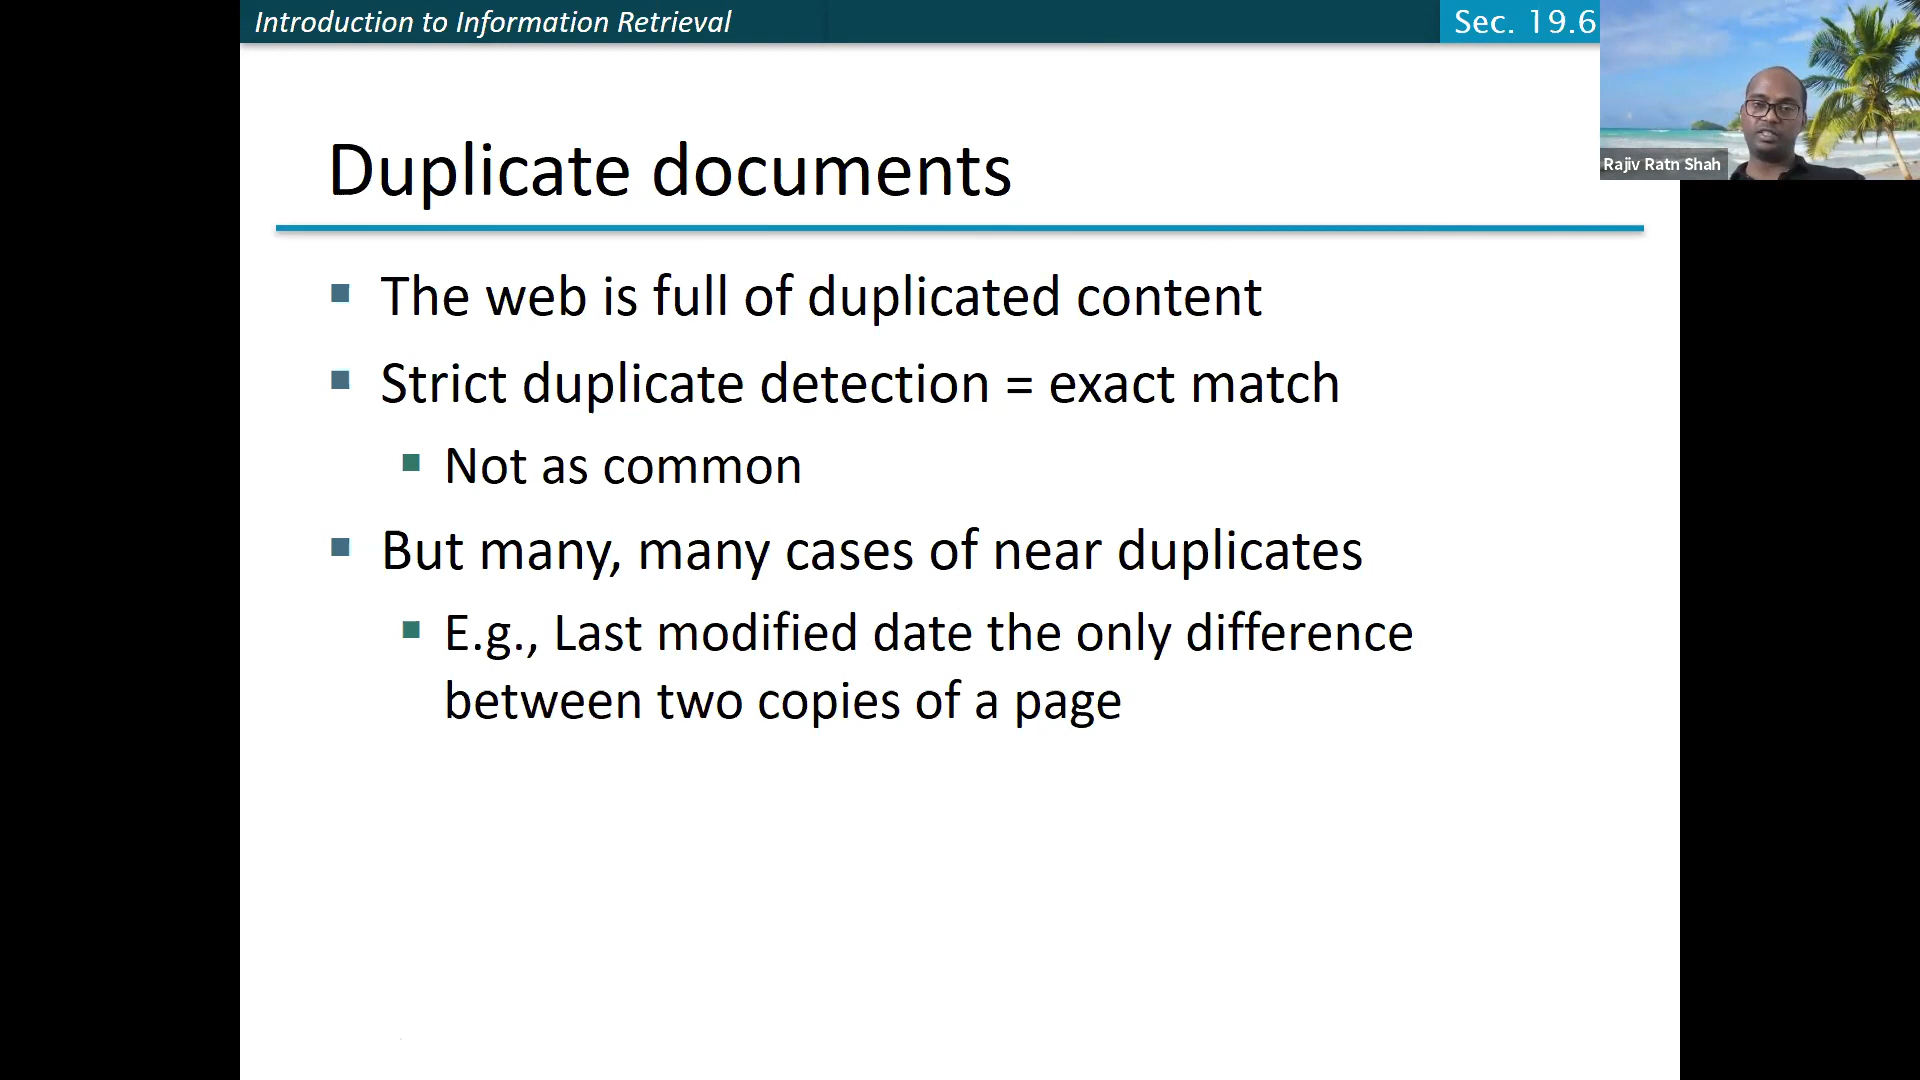 Introduction to Information Retrieval
Sec. 19.6
Rajiv Ratn Shah
Duplicate documents
The web is full of duplicated content
Strict duplicate detection = exact match
Not as common
But many, many cases of near duplicates
E.g., Last modified date the only difference
between two copies of a page